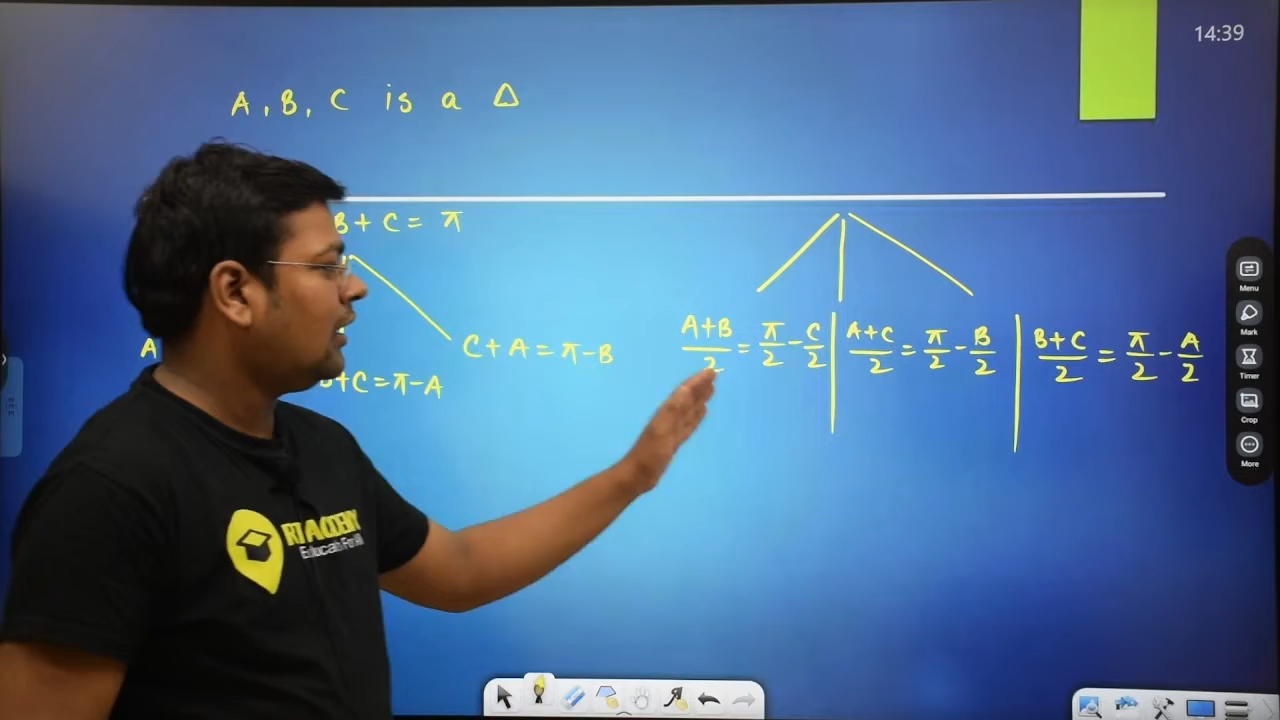 14:39
A, B, C is a △
B + C = π
A
C + A = π - B
+C = π - A
A+B/2 = π/2 - C/2
A+C/2 = π/2 - B/2
B+C/2 = π/2 - A/2
Menu
Mark
Timer
Crop
More